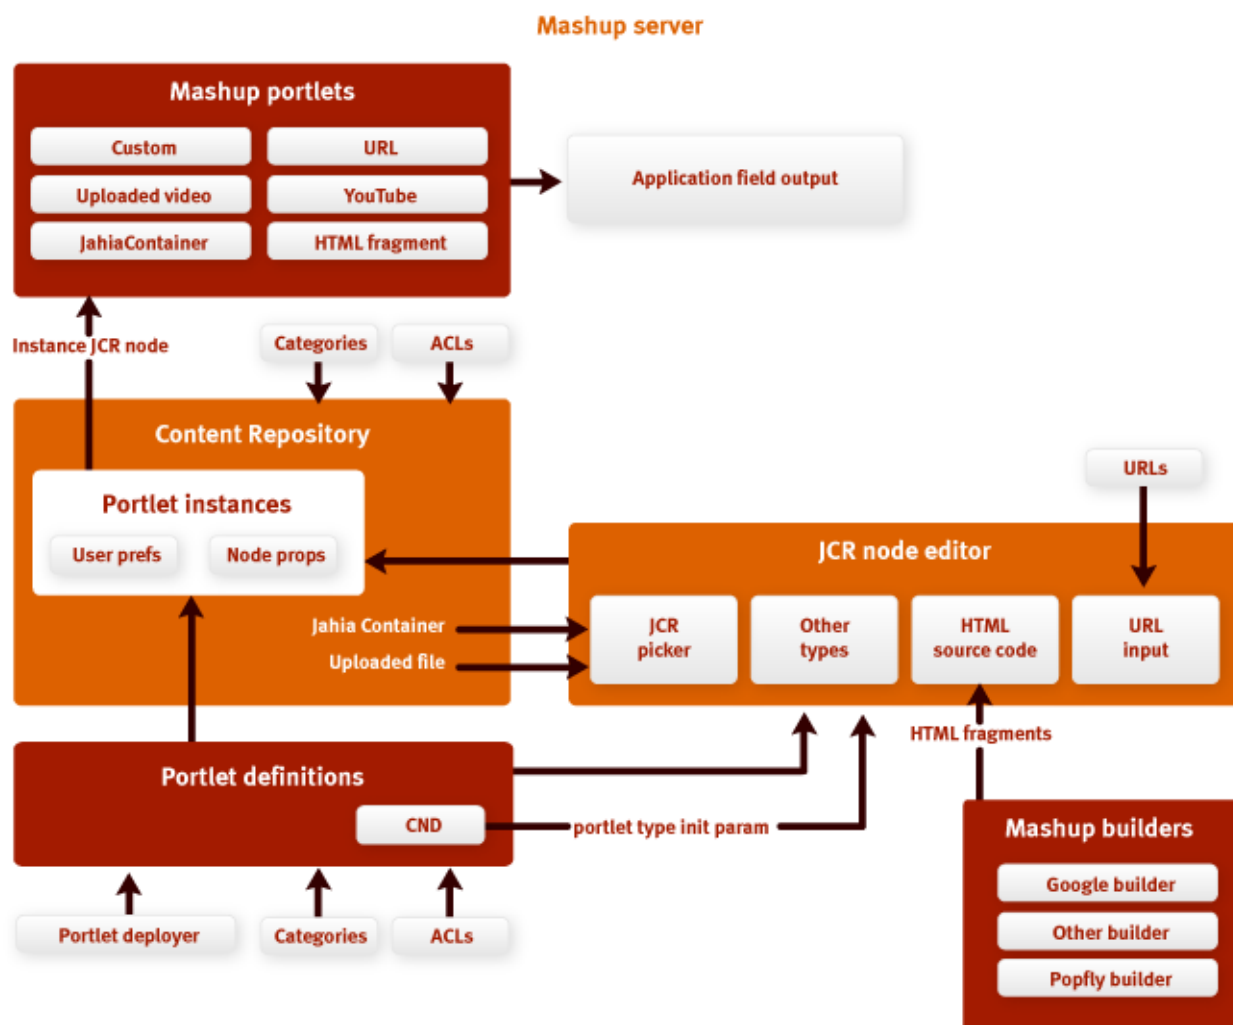 Mashup server
Mashup portlets
Custom
URL
Uploaded video
YouTube
JahiaContainer
HTML fragment
Application field output
Instance JCR node
Categories
ACLs
Content Repository
Portlet instances
User prefs
Node props
Jahia Container
Uploaded file
URLs
JCR node editor
JCR
picker
Other
types
HTML
source code
URL
input
HTML fragments
Portlet definitions
CND
portlet type init param
Portlet deployer
Categories
ACLs
Mashup builders
Google builder
Other builder
Popfly builder